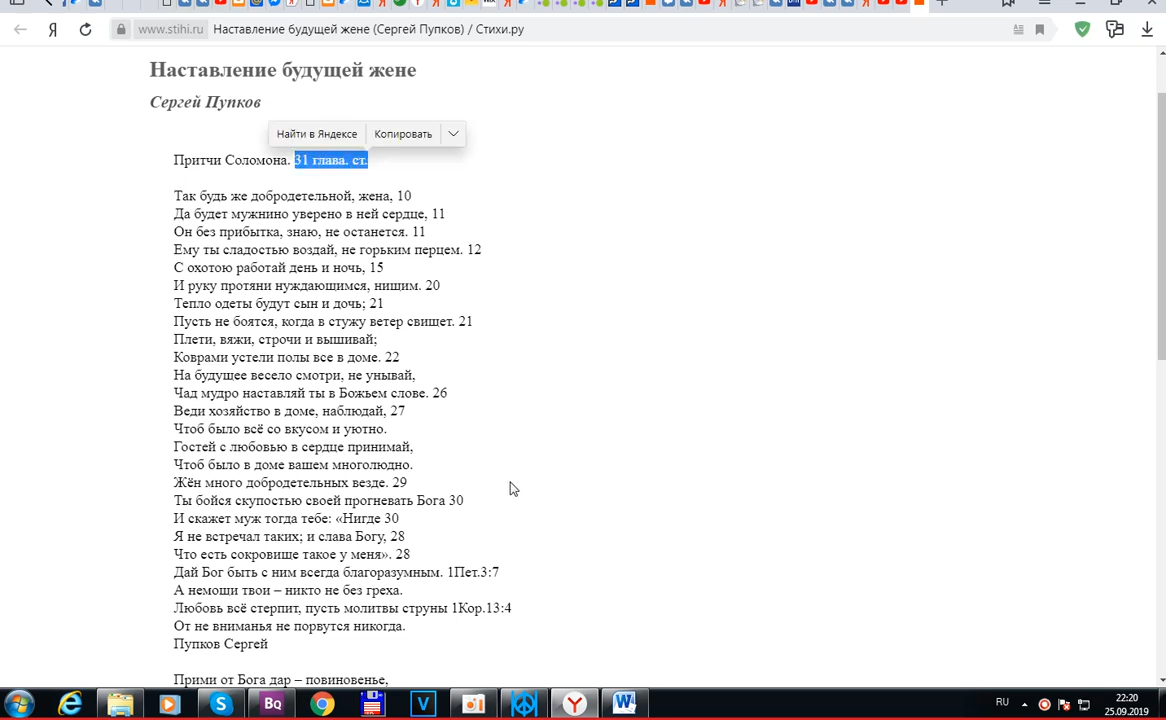 www.stihi.ru Наставление будущей жене (Сергей Пупков) / Стихи.ру
Наставление будущей жене
Сергей Пупков
Найти в Яндексе Копировать
Притчи Соломона. 31 глава. ст.
Так будь же добродетельной, жена, 10
Да будет мужнино уверено в ней сердце, 11
Он без прибытка, знаю, не останется. 11
Ему ты сладостью воздай, не горьким перцем. 12
С охотою работай день и ночь, 15
И руку протяни нуждающимся, нищим. 20
Тепло одеты будут сын и дочь; 21
Пусть не боятся, когда в стужу ветер свищет. 21
Плети, вяжи, строчи и вышивай;
Коврами устели полы все в доме. 22
На будущее весело смотри, не унывай,
Чад мудро наставляй ты в Божьем слове. 26
Веди хозяйство в доме, наблюдай, 27
Чтоб было всё со вкусом и уютно.
Гостей с любовью в сердце принимай,
Чтоб было в доме вашем многолюдно.
Жён много добродетельных везде. 29
Ты бойся скупостью своей прогневать Бога 30
И скажет муж тогда тебе: «Нигде 30
Я не встречал таких; и слава Богу, 28
Что есть сокровище такое у меня». 28
Дай Бог быть с ним всегда благоразумным. 1Пет.3:7
А немощи твои – никто не без греха.
Любовь всё стерпит, пусть молитвы струны 1Кор.13:4
От не вниманья не порвутся никогда.
Пупков Сергей
Прими от Бога дар – повиновенье,
RU
22:20
25.09.2019